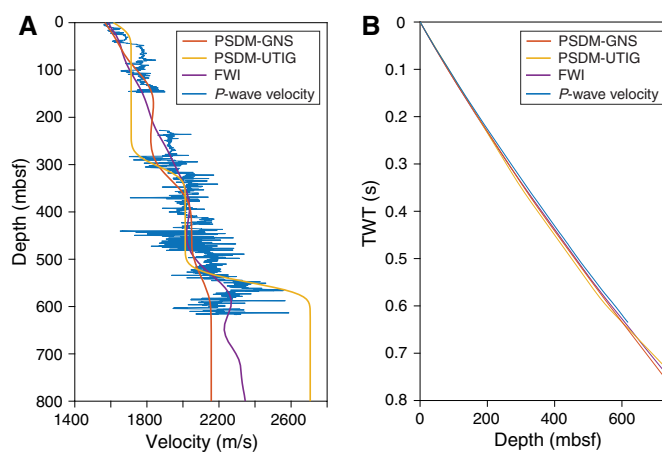 A
0
100
200
300
400
500
600
700
800
Depth (mbsf)
1400
1800
2200
2600
Velocity (m/s)
PSDM-GNS
PSDM-UTIG
FWI
P-wave velocity
B
0
0.1
0.2
0.3
0.4
0.5
0.6
0.7
0.8
TWT (s)
0
200
400
600
Depth (mbsf)
PSDM-GNS
PSDM-UTIG
FWI
P-wave velocity